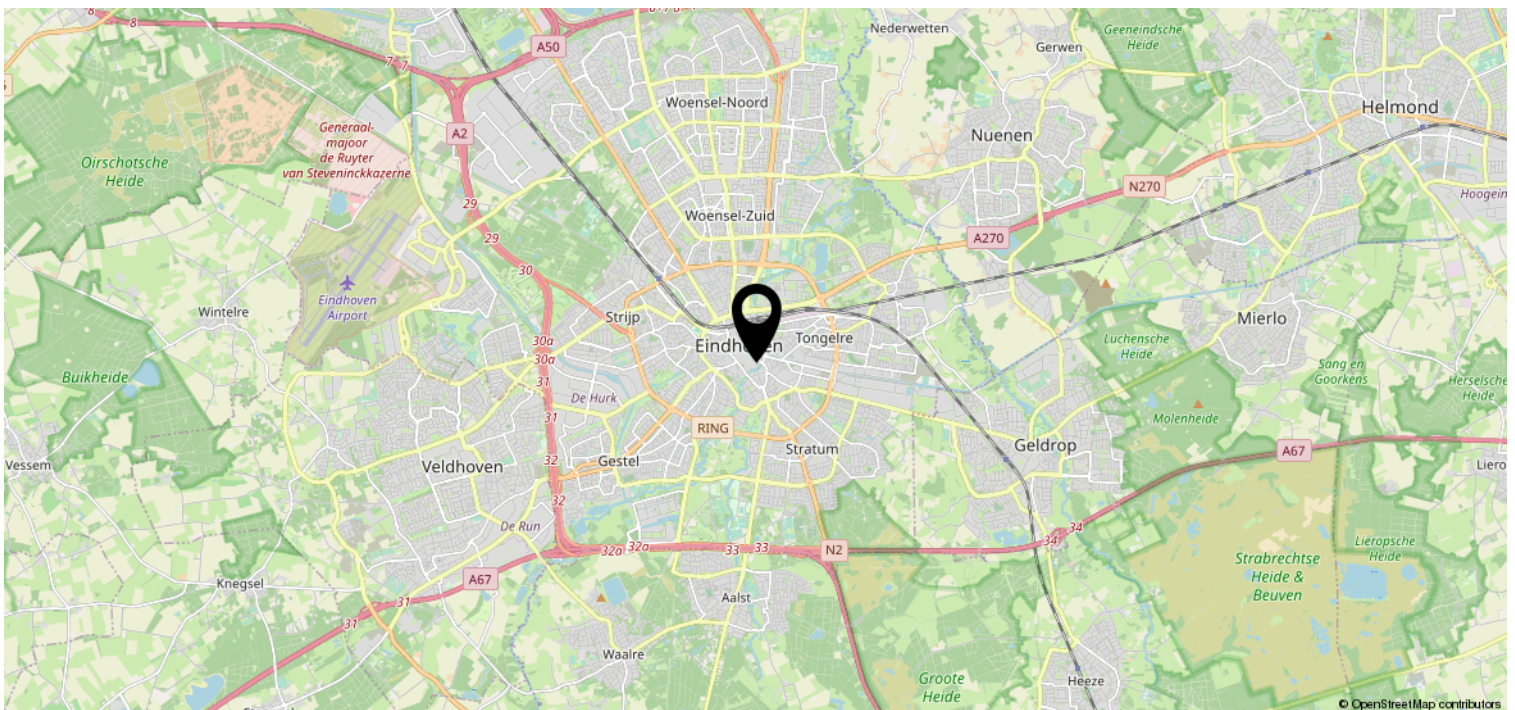 8
8
A50
Nederwetten
Gerwen
Geeneindsche
Heide
7
7
Woensel-Noord
Helmond
A2
Generaal-
majoor
de Ruyter
van Steveninckkazerne
Nuenen
Oirschotsche
Heide
N270
Hoogein
29
Woensel-Zuid
29
A270
30
Eindhoven
Airport
Wintelre
Strijp
Mierlo
30a
Eindhoven
Tongelre
Luchensche
Heide
30a
Buikheide
31
Sang en
Goorkens
Herselsche
Heide
De Hurk
31
Molenheide
RING
Stratum
Geldrop
A67
Vessem
Veldhoven
Gestel
32
Liero
32
De Run
34
32a
32a
33
33
N2
34
Lieropsche
Heide
Strabrechtse
Heide &
Beuven
Knegsel
A67
31
Aalst
31
Waalre
Groote
Heide
Heeze
© OpenStreetMap contributors